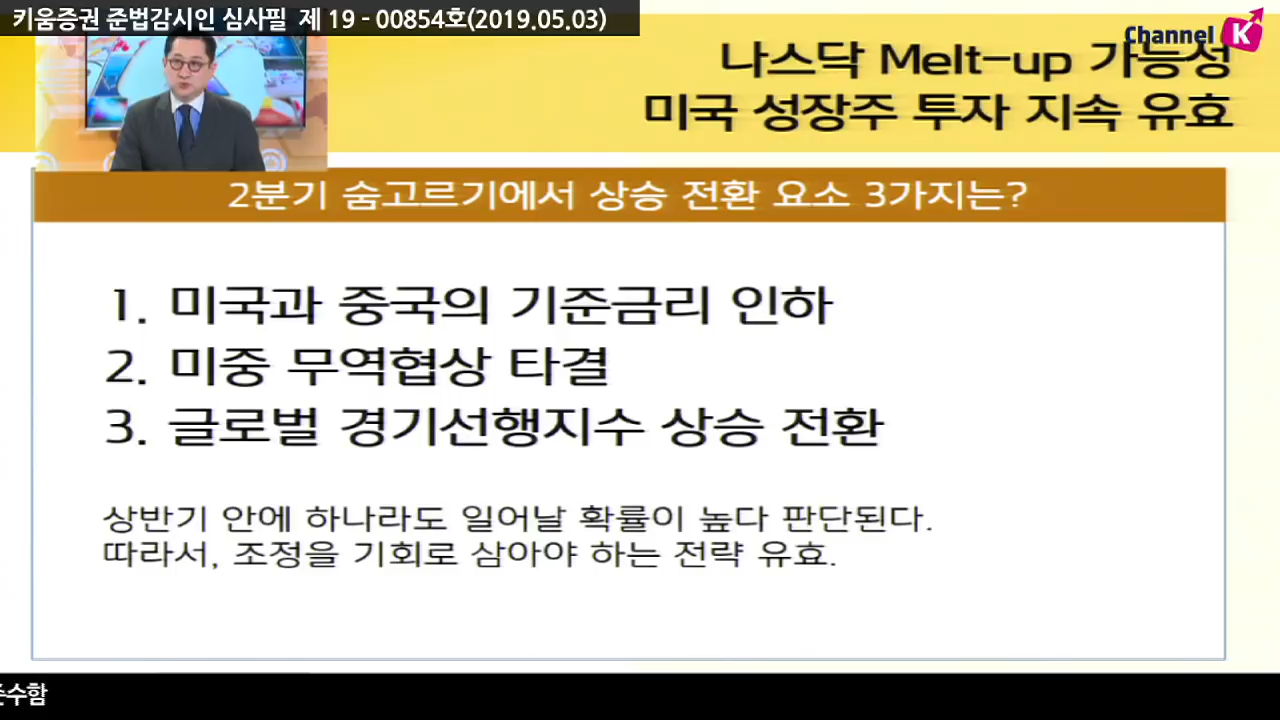 키움증권 준법감시인 심사필 제 19 - 00854호(2019.05.03)
Channel K
나스닥 Melt-up 가능성
미국 성장주 투자 지속 유효
2분기 숨고르기에서 상승 전환 요소 3가지는?
1. 미국과 중국의 기준금리 인하
2. 미중 무역협상 타결
3. 글로벌 경기선행지수 상승 전환
상반기 안에 하나라도 일어날 확률이 높다 판단된다.
따라서, 조정을 기회로 삼아야 하는 전략 유효.
준수함